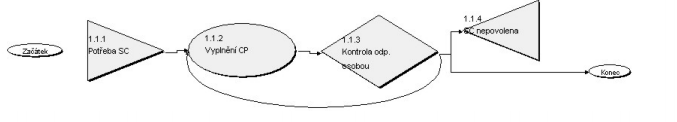 Začátek
1.1.1
Potřeba SC
1.1.2
Vyplnění CP
1.1.3
Kontrola odp.
osobou
1.1.4
SC nepovolena
Konec